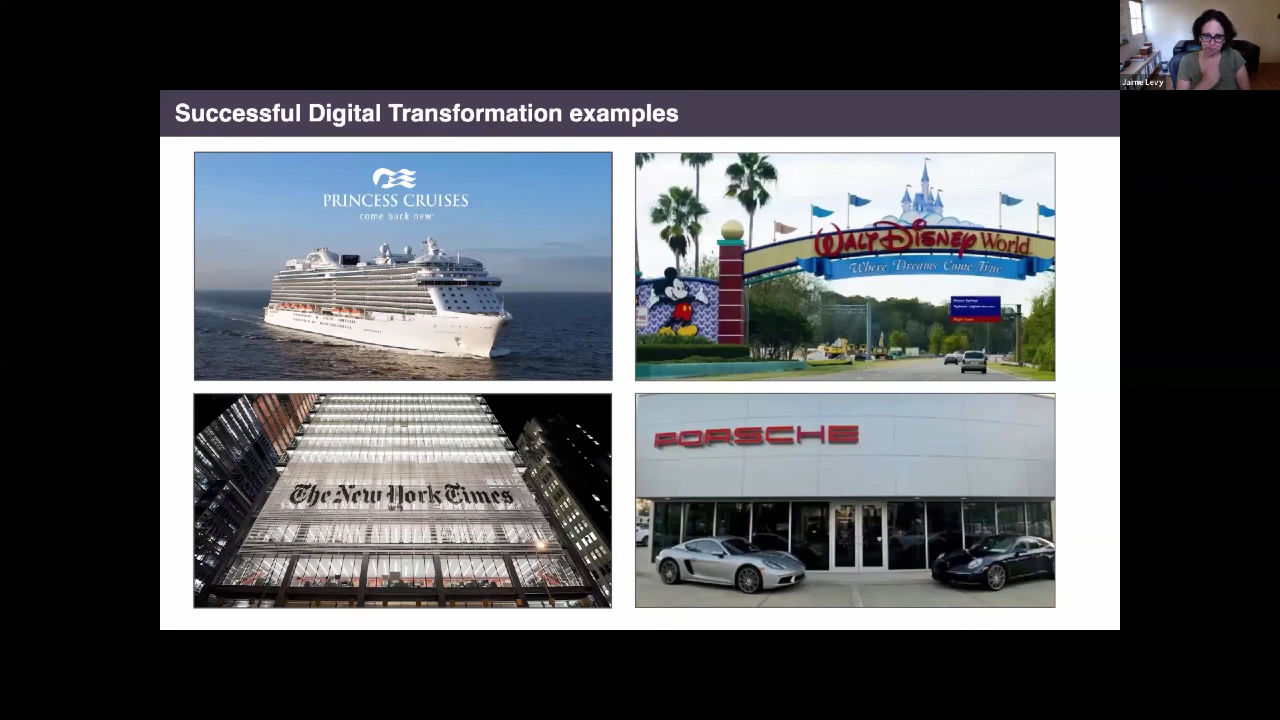 Jaime Levy
Successful Digital Transformation examples
PRINCESS CRUISES
come back new
WALT DISNEY World
Where Dreams Come True
The New York Times
PORSCHE